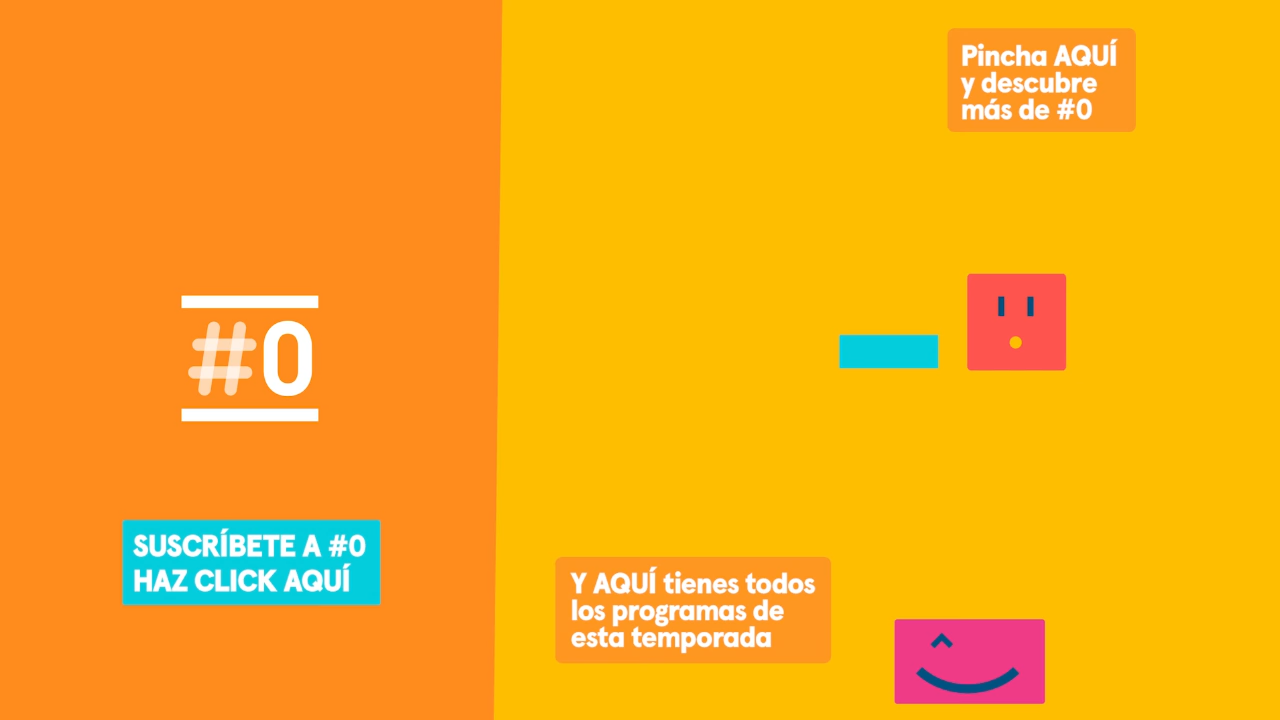 #0
SUSCRÍBETE A #0
HAZ CLICK AQUÍ
Pincha AQUÍ
y descubre
más de #0
Y AQUÍ tienes todos
los programas de
esta temporada